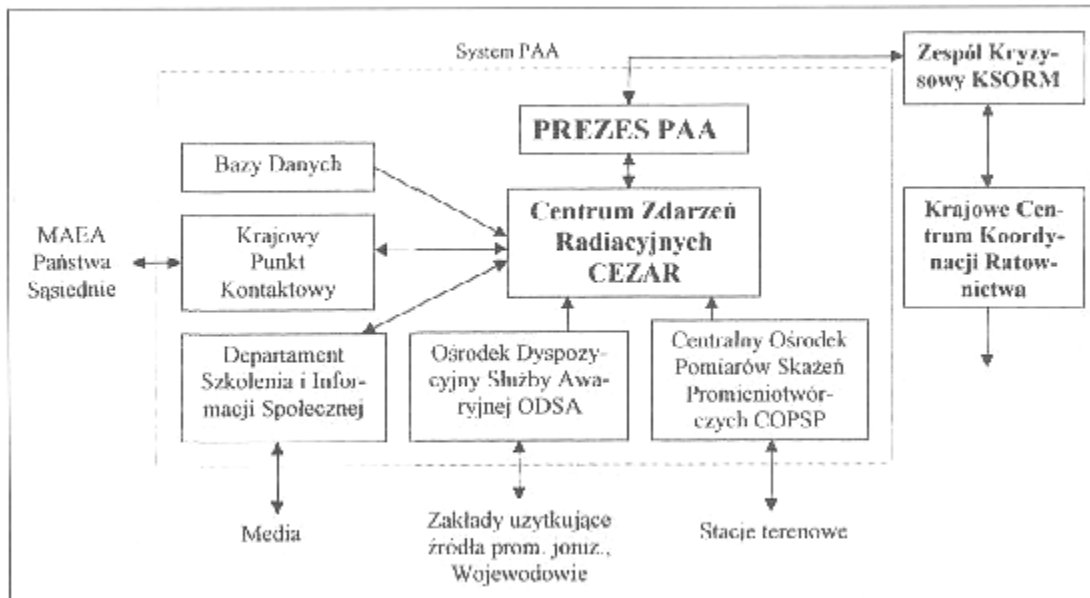 System PAA
Zespół Kryzy-
sowy KSORM
PREZES PAA
Bazy Danych
Centrum Zdarzeń
Radiacyjnych
CEZAR
Krajowe Cen-
trum Koordy-
nacji Ratow-
nictwa
MAEA
Państwa
Sąsiednie
Krajowy
Punkt
Kontaktowy
Departament
Szkolenia i Infor-
macji Społecznej
Ośrodek Dyspozy-
cyjny Służby Awa-
ryjnej ODSA
Centralny Ośrodek
Pomiarów Skażeń
Promieniotwór-
czych COPSP
Media
Zakłady uzytkujące
źródła prom. joniz.,
Wojewodowie
Stacje terenowe